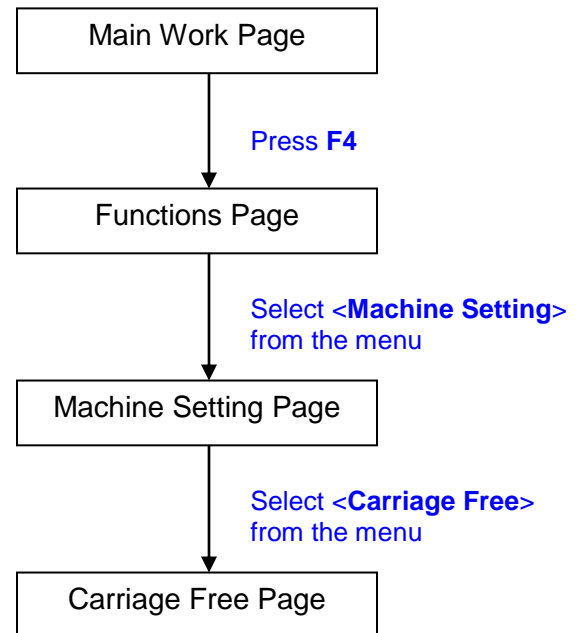 Main Work Page
Press F4
Functions Page
Select <Machine Setting>
from the menu
Machine Setting Page
Select <Carriage Free>
from the menu
Carriage Free Page